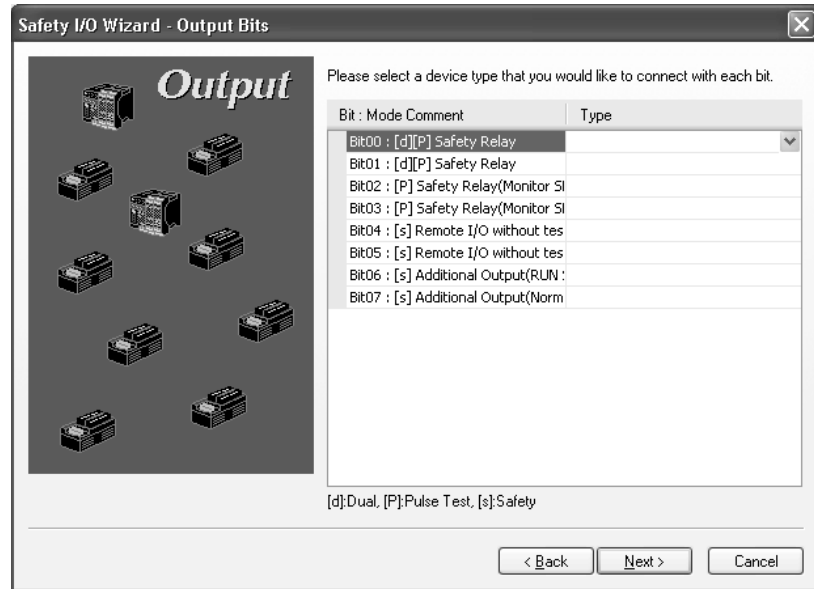 Safety I/O Wizard - Output Bits
Output
Please select a device type that you would like to connect with each bit.
Bit : Mode Comment Type
Bit00 : [d][P] Safety Relay
Bit01 : [d][P] Safety Relay
Bit02 : [P] Safety Relay(Monitor
Bit03 : [P] Safety Relay(Monitor
Bit04 : [s] Remote I/O without tes
Bit05 : [s] Remote I/O without tes
Bit06 : [s] Additional Output(RUN
Bit07 : [s] Additional Output(Norm
[d]:Dual, [P]:Pulse Test, [s]:Safety
< Back Next > Cancel